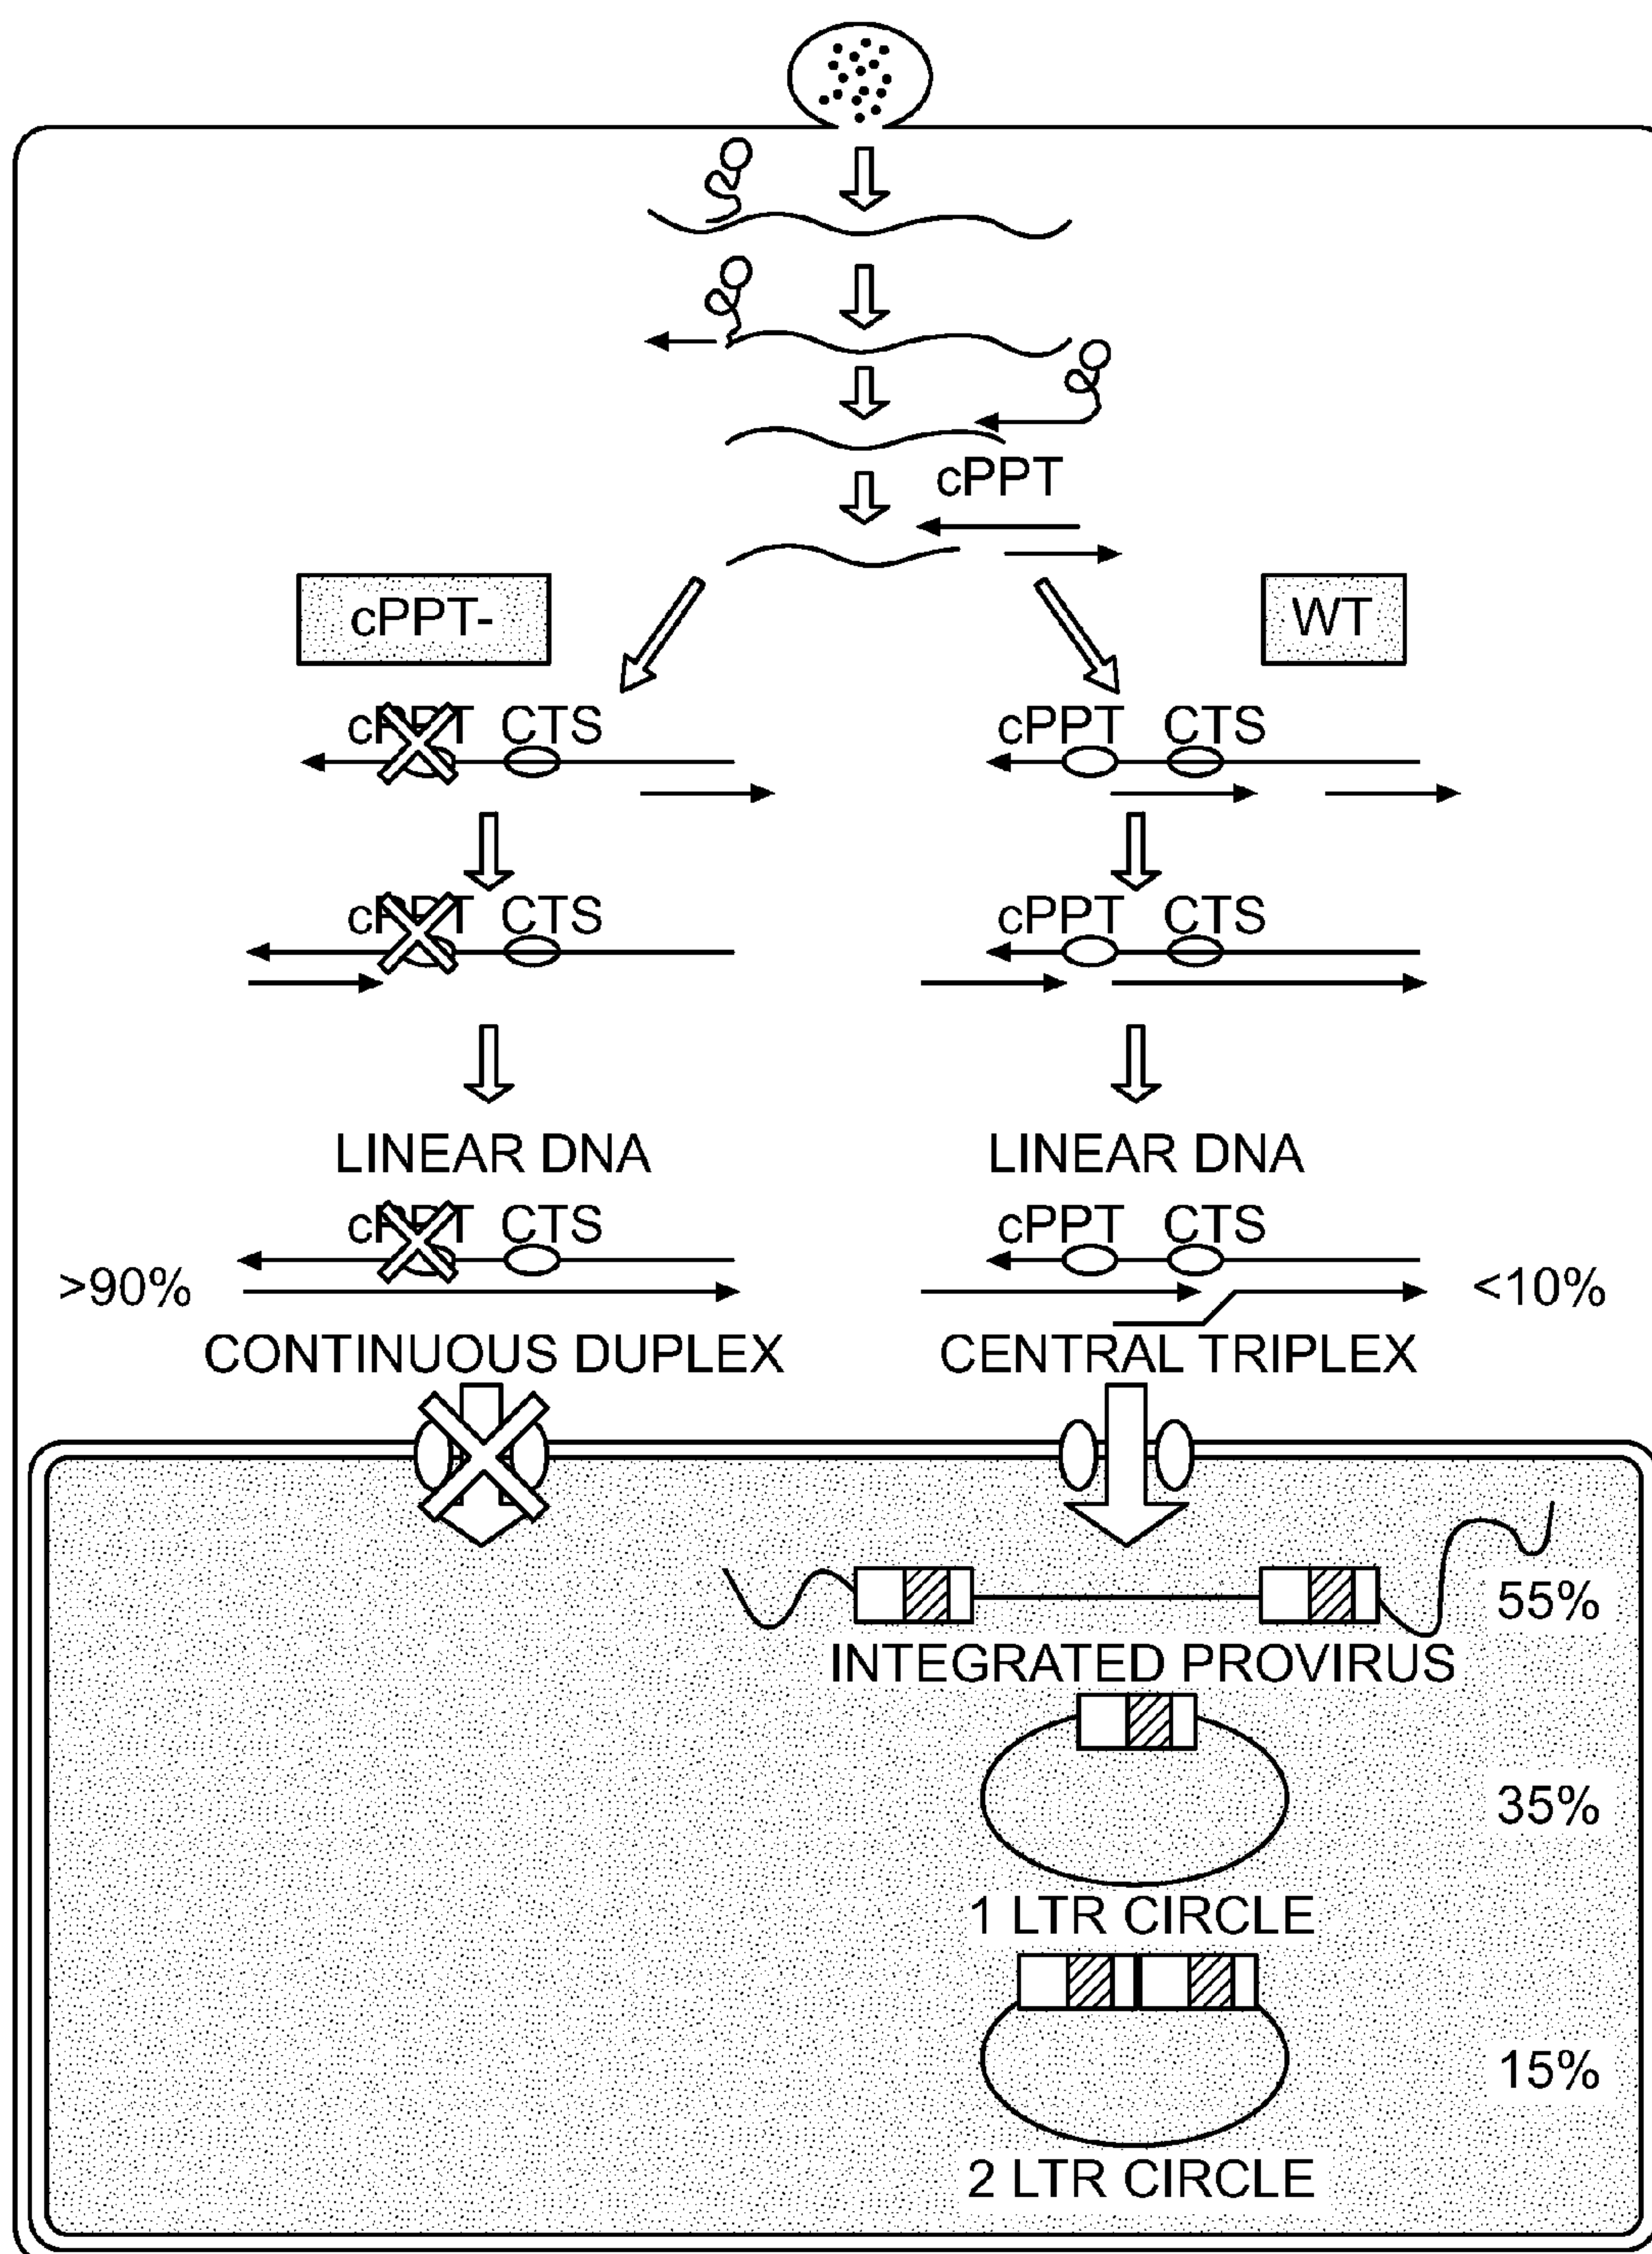 cPPT
cPPT-
WT
cPPT CTS
cPPT CTS
cPPT CTS
cPPT CTS
LINEAR DNA
LINEAR DNA
cPPT CTS
cPPT CTS
>90%
<10%
CONTINUOUS DUPLEX
CENTRAL TRIPLEX
55%
INTEGRATED PROVIRUS
35%
1 LTR CIRCLE
15%
2 LTR CIRCLE